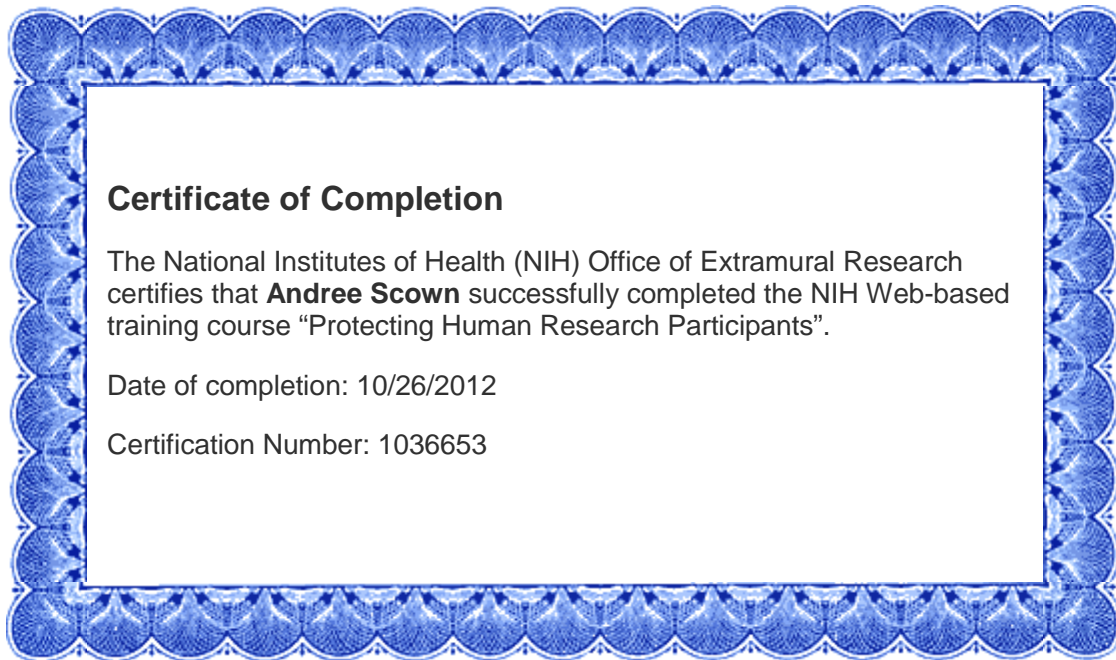 Certificate of Completion
The National Institutes of Health (NIH) Office of Extramural Research
certifies that Andree Scown successfully completed the NIH Web-based
training course “Protecting Human Research Participants”.
Date of completion: 10/26/2012
Certification Number: 1036653